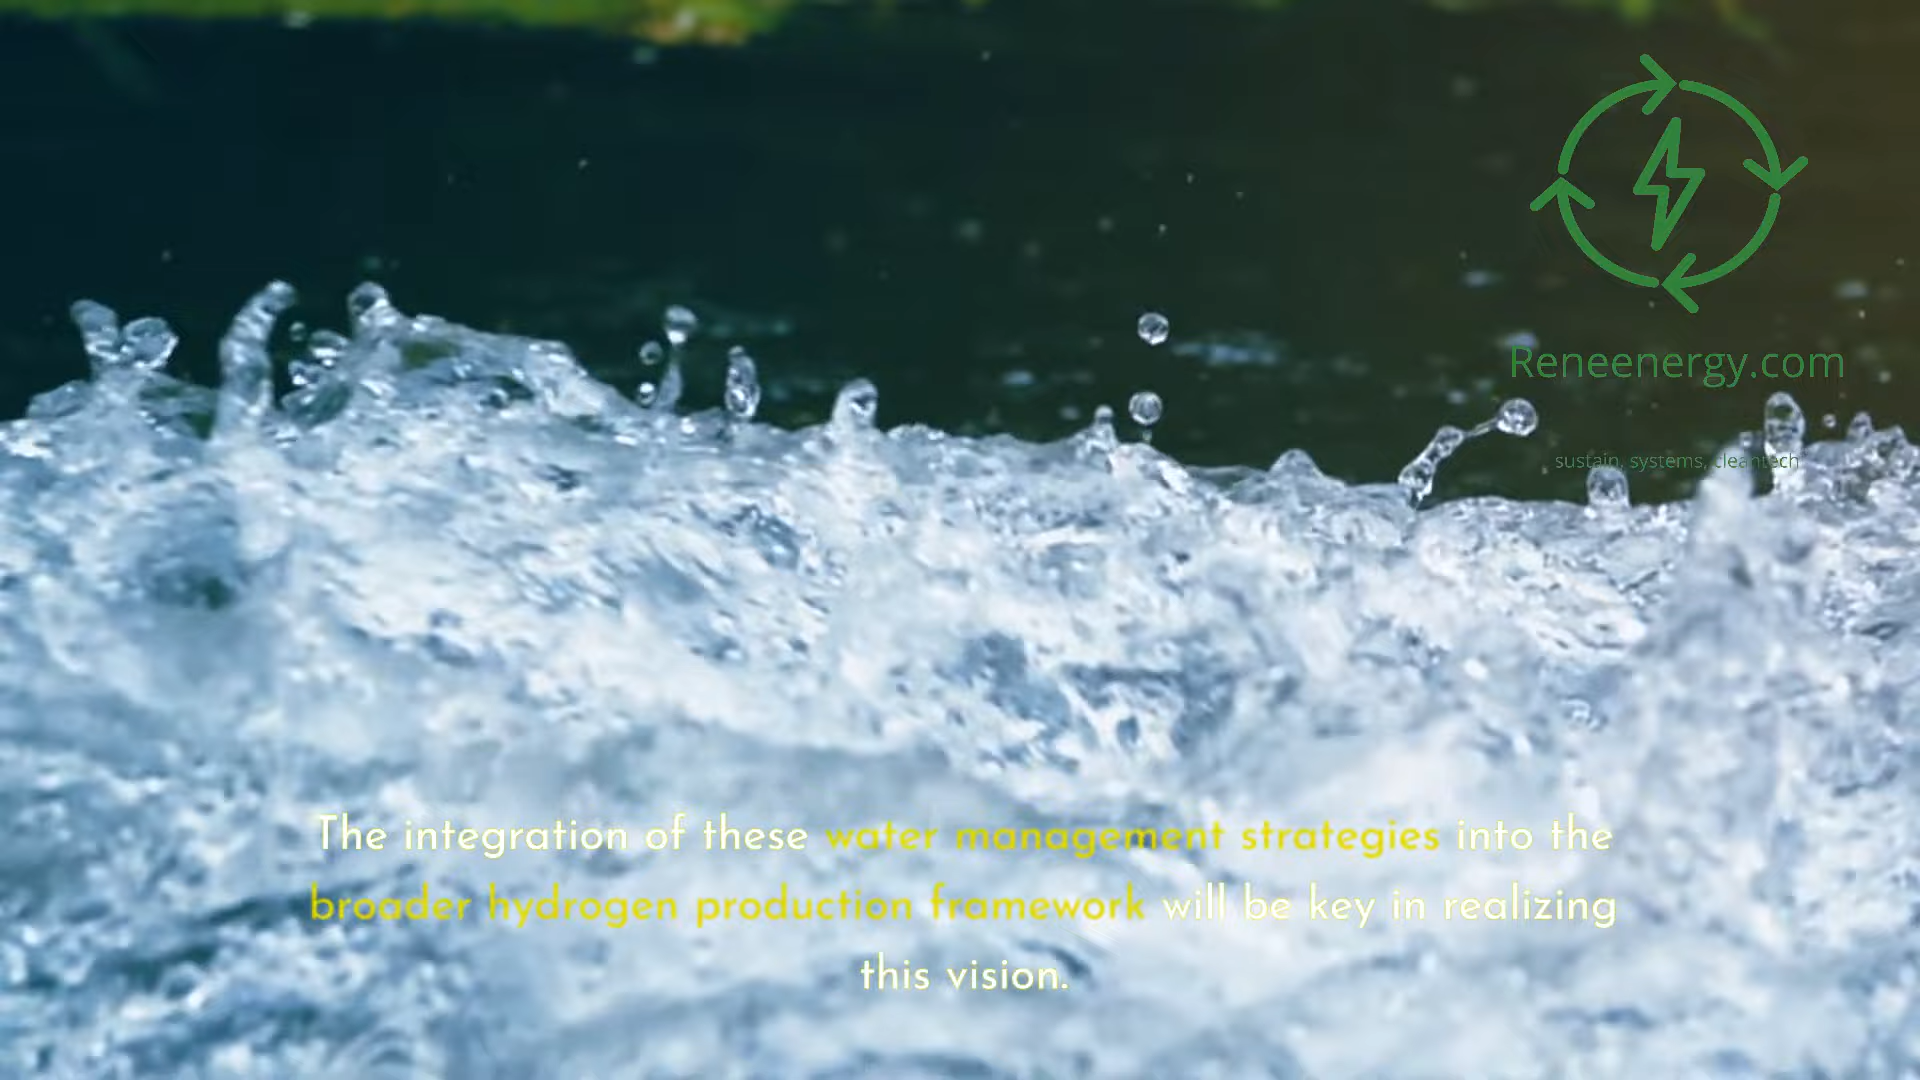 Reneenergy.com
sustain, systems, cleantech
The integration of these water management strategies into the
broader hydrogen production framework will be key in realizing
this vision.